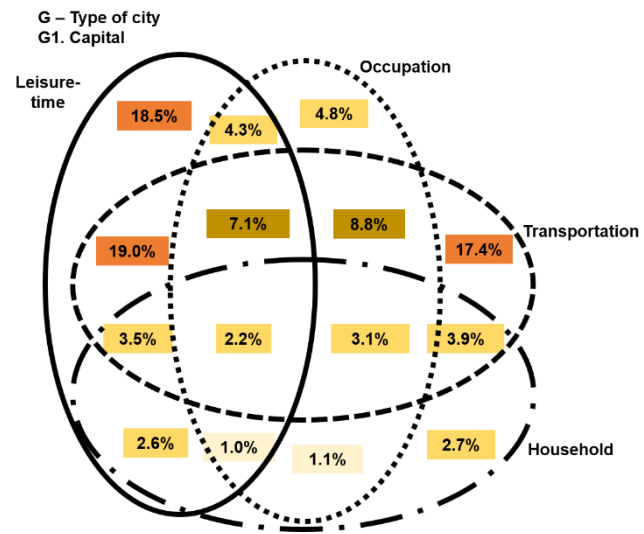 G – Type of city
G1. Capital
Leisure-
time
Occupation
18.5%
4.3%
4.8%
7.1%
8.8%
19.0%
17.4%
Transportation
3.5%
2.2%
3.1%
3.9%
2.6%
1.0%
1.1%
2.7%
Household